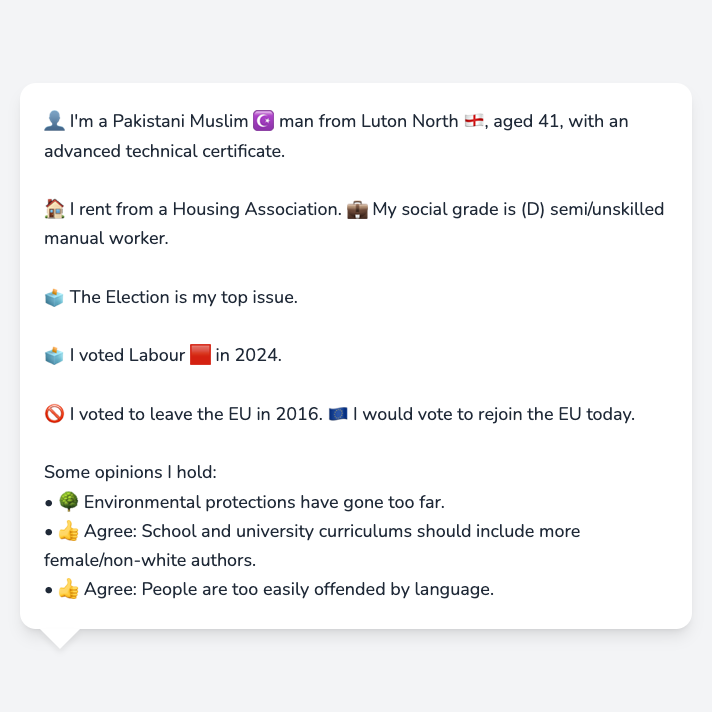 👤 I'm a Pakistani Muslim ☪️ man from Luton North 🏴󠁧󠁢󠁥󠁮󠁧󠁿, aged 41, with an
advanced technical certificate.
🏠 I rent from a Housing Association. 💼 My social grade is (D) semi/unskilled
manual worker.
🗳️ The Election is my top issue.
🗳️ I voted Labour 🟥 in 2024.
🚫 I voted to leave the EU in 2016. 🇪🇺 I would vote to rejoin the EU today.
Some opinions I hold:
• 🌳 Environmental protections have gone too far.
• 👍 Agree: School and university curriculums should include more
female/non-white authors.
• 👍 Agree: People are too easily offended by language.